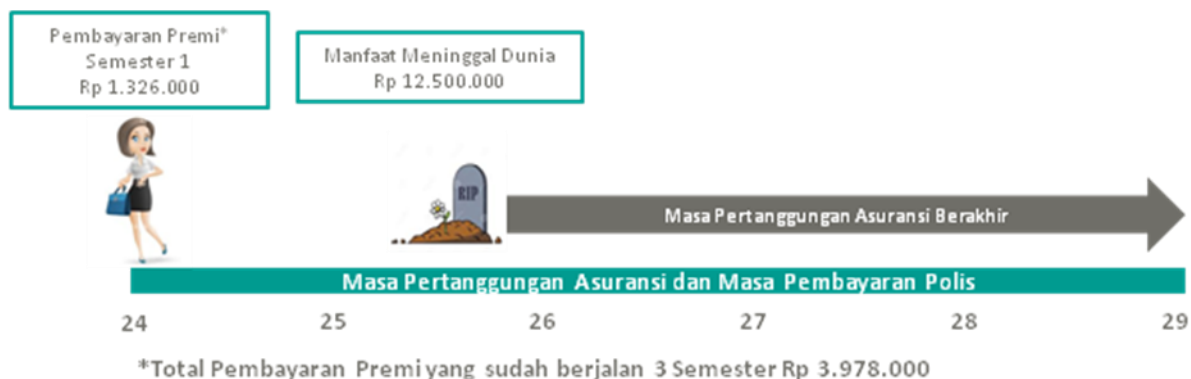 Pembayaran Premi*
Semester 1
Rp 1.326.000
Manfaat Meninggal Dunia
Rp 12.500.000
RIP
Masa Pertanggungan Asuransi Berakhir
Masa Pertanggungan Asuransi dan Masa Pembayaran Polis
24 25 26 27 28 29
*Total Pembayaran Premi yang sudah berjalan 3 Semester Rp 3.978.000